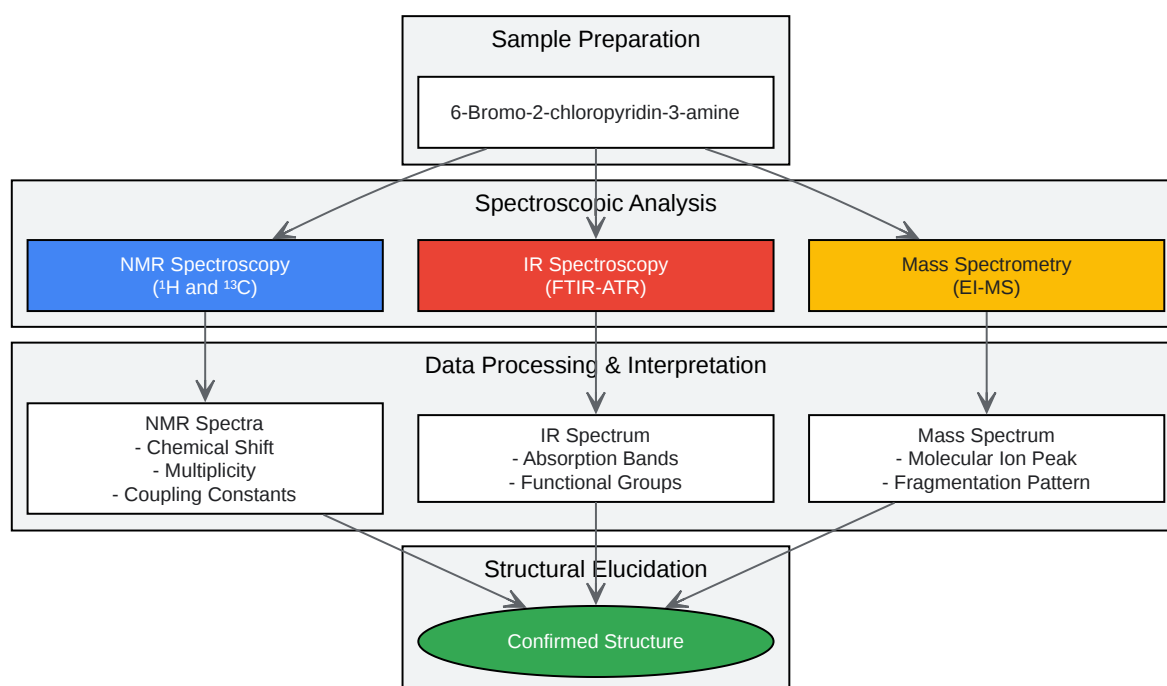 Sample Preparation
6-Bromo-2-chloropyridin-3-amine
Spectroscopic Analysis
NMR Spectroscopy
(¹H and ¹³C)
IR Spectroscopy
(FTIR-ATR)
Mass Spectrometry
(EI-MS)
Data Processing & Interpretation
NMR Spectra
- Chemical Shift
- Multiplicity
- Coupling Constants
IR Spectrum
- Absorption Bands
- Functional Groups
Mass Spectrum
- Molecular Ion Peak
- Fragmentation Pattern
Structural Elucidation
Confirmed Structure